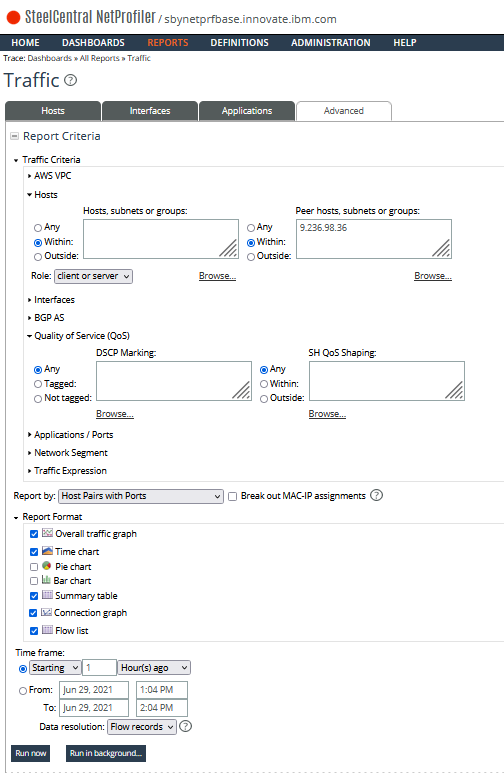 SteelCentral NetProfiler / sbynetprfbase.innovate.ibm.com
HOME DASHBOARDS REPORTS DEFINITIONS ADMINISTRATION HELP
Trace: Dashboards » All Reports » Traffic
Traffic ?
Hosts Interfaces Applications Advanced
Report Criteria
Traffic Criteria
AWS VPC
Hosts
Hosts, subnets or groups: Peer hosts, subnets or groups:
Any Any 9.236.98.36
Within: Within:
Outside: Outside:
Role: client or server Browse... Browse...
Interfaces
BGP AS
Quality of Service (QoS)
DSCP Marking: SH QoS Shaping:
Any Any
Tagged: Within:
Not tagged: Outside:
Browse... Browse...
Applications / Ports
Network Segment
Traffic Expression
Report by: Host Pairs with Ports Break out MAC-IP assignments ?
Report Format
Overall traffic graph
Time chart
Pie chart
Bar chart
Summary table
Connection graph
Flow list
Time frame:
Starting 1 Hour(s) ago
From: Jun 29, 2021 1:04 PM
To: Jun 29, 2021 2:04 PM
Data resolution: Flow records ?
Run now Run in background...